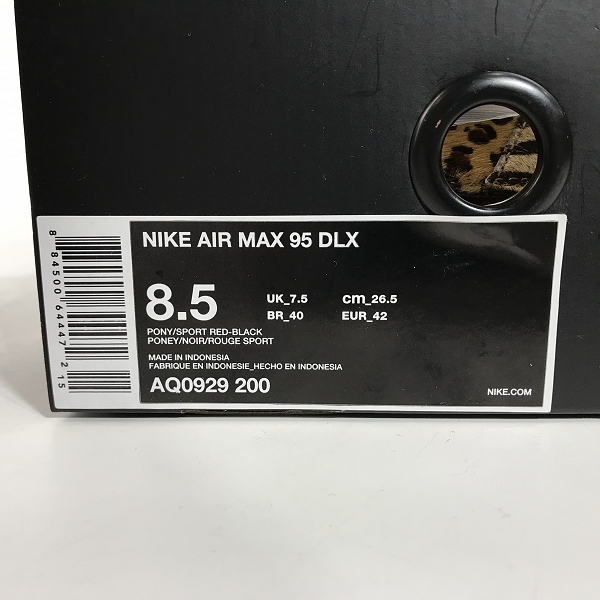 NIKE AIR MAX 95 DLX
8.5 UK_7.5 cm_26.5
BR_40 EUR_42
PONY/SPORT RED-BLACK
PONEY/NOIR/ROUGE SPORT
MADE IN INDONESIA
FABRIQUE EN INDONESIE_HECHO EN INDONESIA
AQ0929 200
NIKE.COM
8 84500 64447 2 15